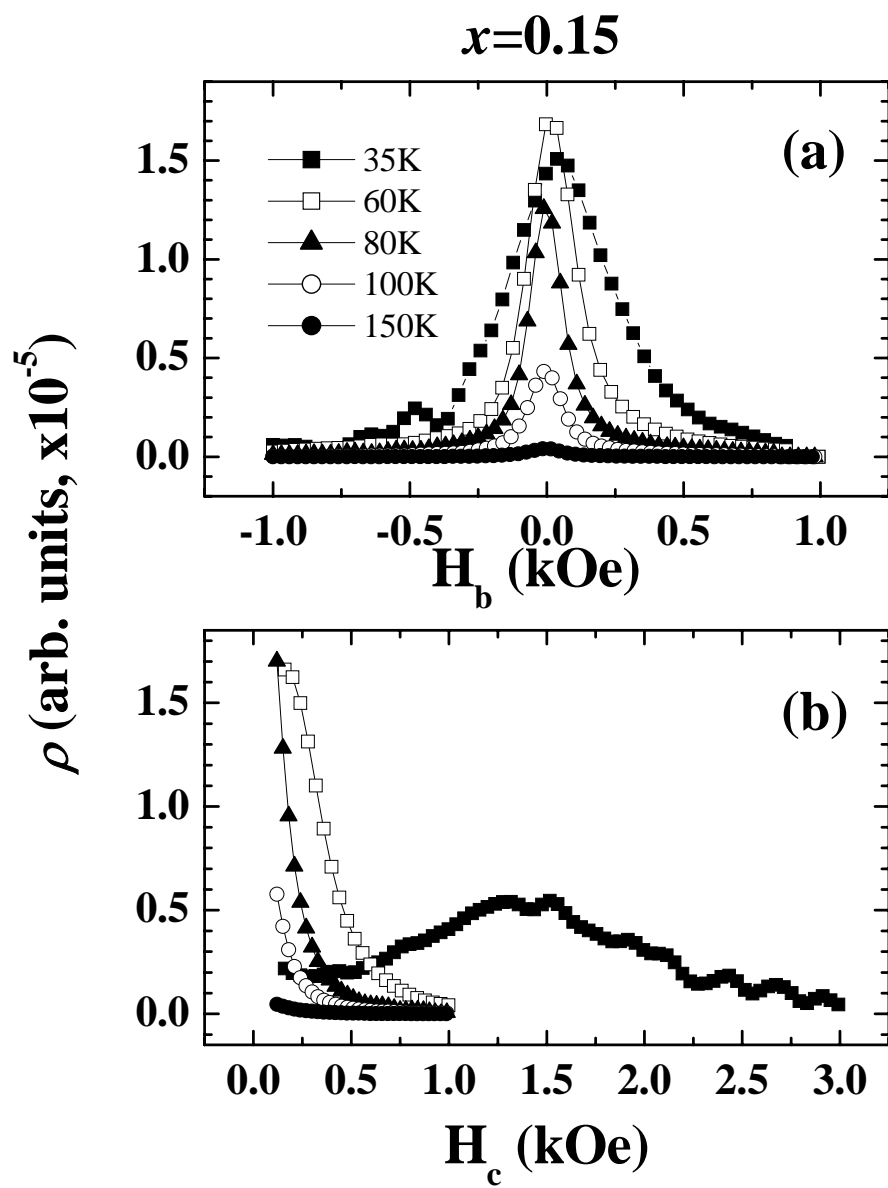 x=0.15
(a)
35K
60K
80K
100K
150K
1.5
1.0
0.5
0.0
-1.0 -0.5 0.0 0.5 1.0
H_b (kOe)
ρ (arb. units, x10^-5)
(b)
1.5
1.0
0.5
0.0
0.0 0.5 1.0 1.5 2.0 2.5 3.0
H_c (kOe)